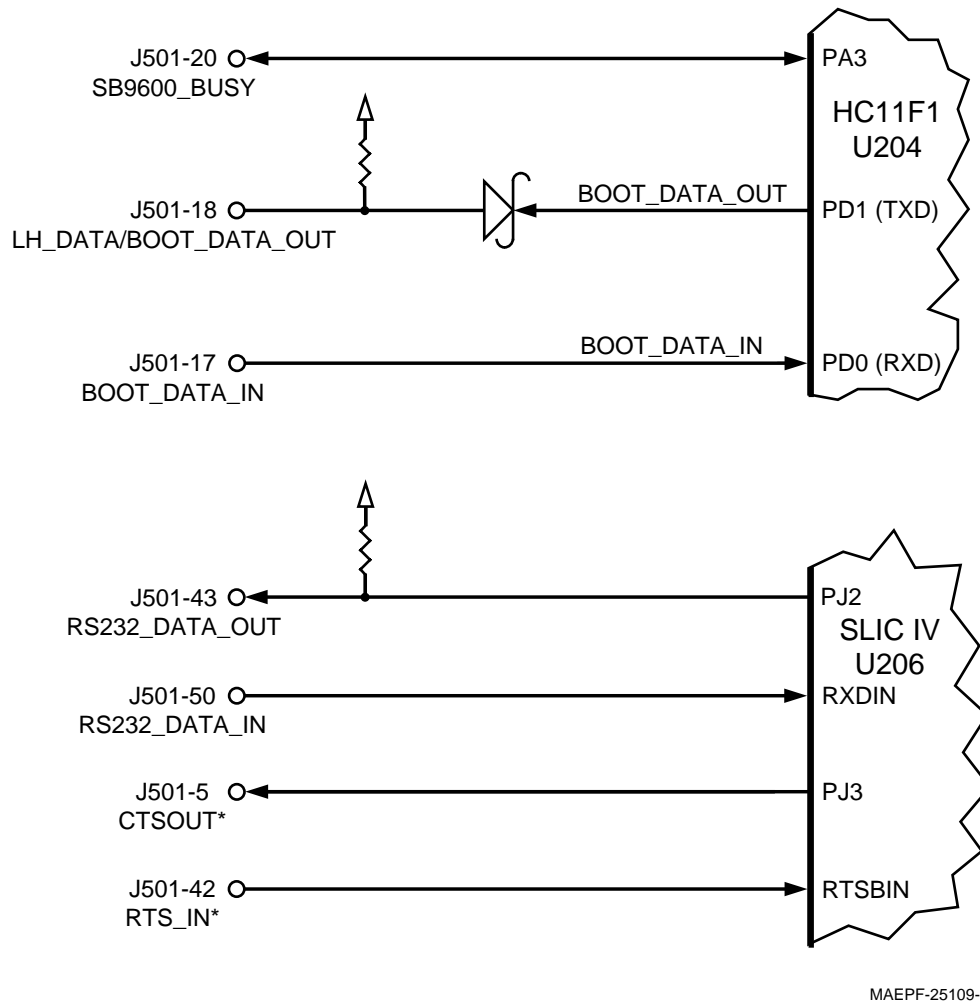 J501-20
SB9600_BUSY
PA3
HC11F1
U204
J501-18
LH_DATA/BOOT_DATA_OUT
BOOT_DATA_OUT
PD1 (TXD)
J501-17
BOOT_DATA_IN
BOOT_DATA_IN
PD0 (RXD)
J501-43
RS232_DATA_OUT
PJ2
SLIC IV
U206
J501-50
RS232_DATA_IN
RXDIN
J501-5
CTSOUT*
PJ3
J501-42
RTS_IN*
RTSBIN
MAEPF-25109-